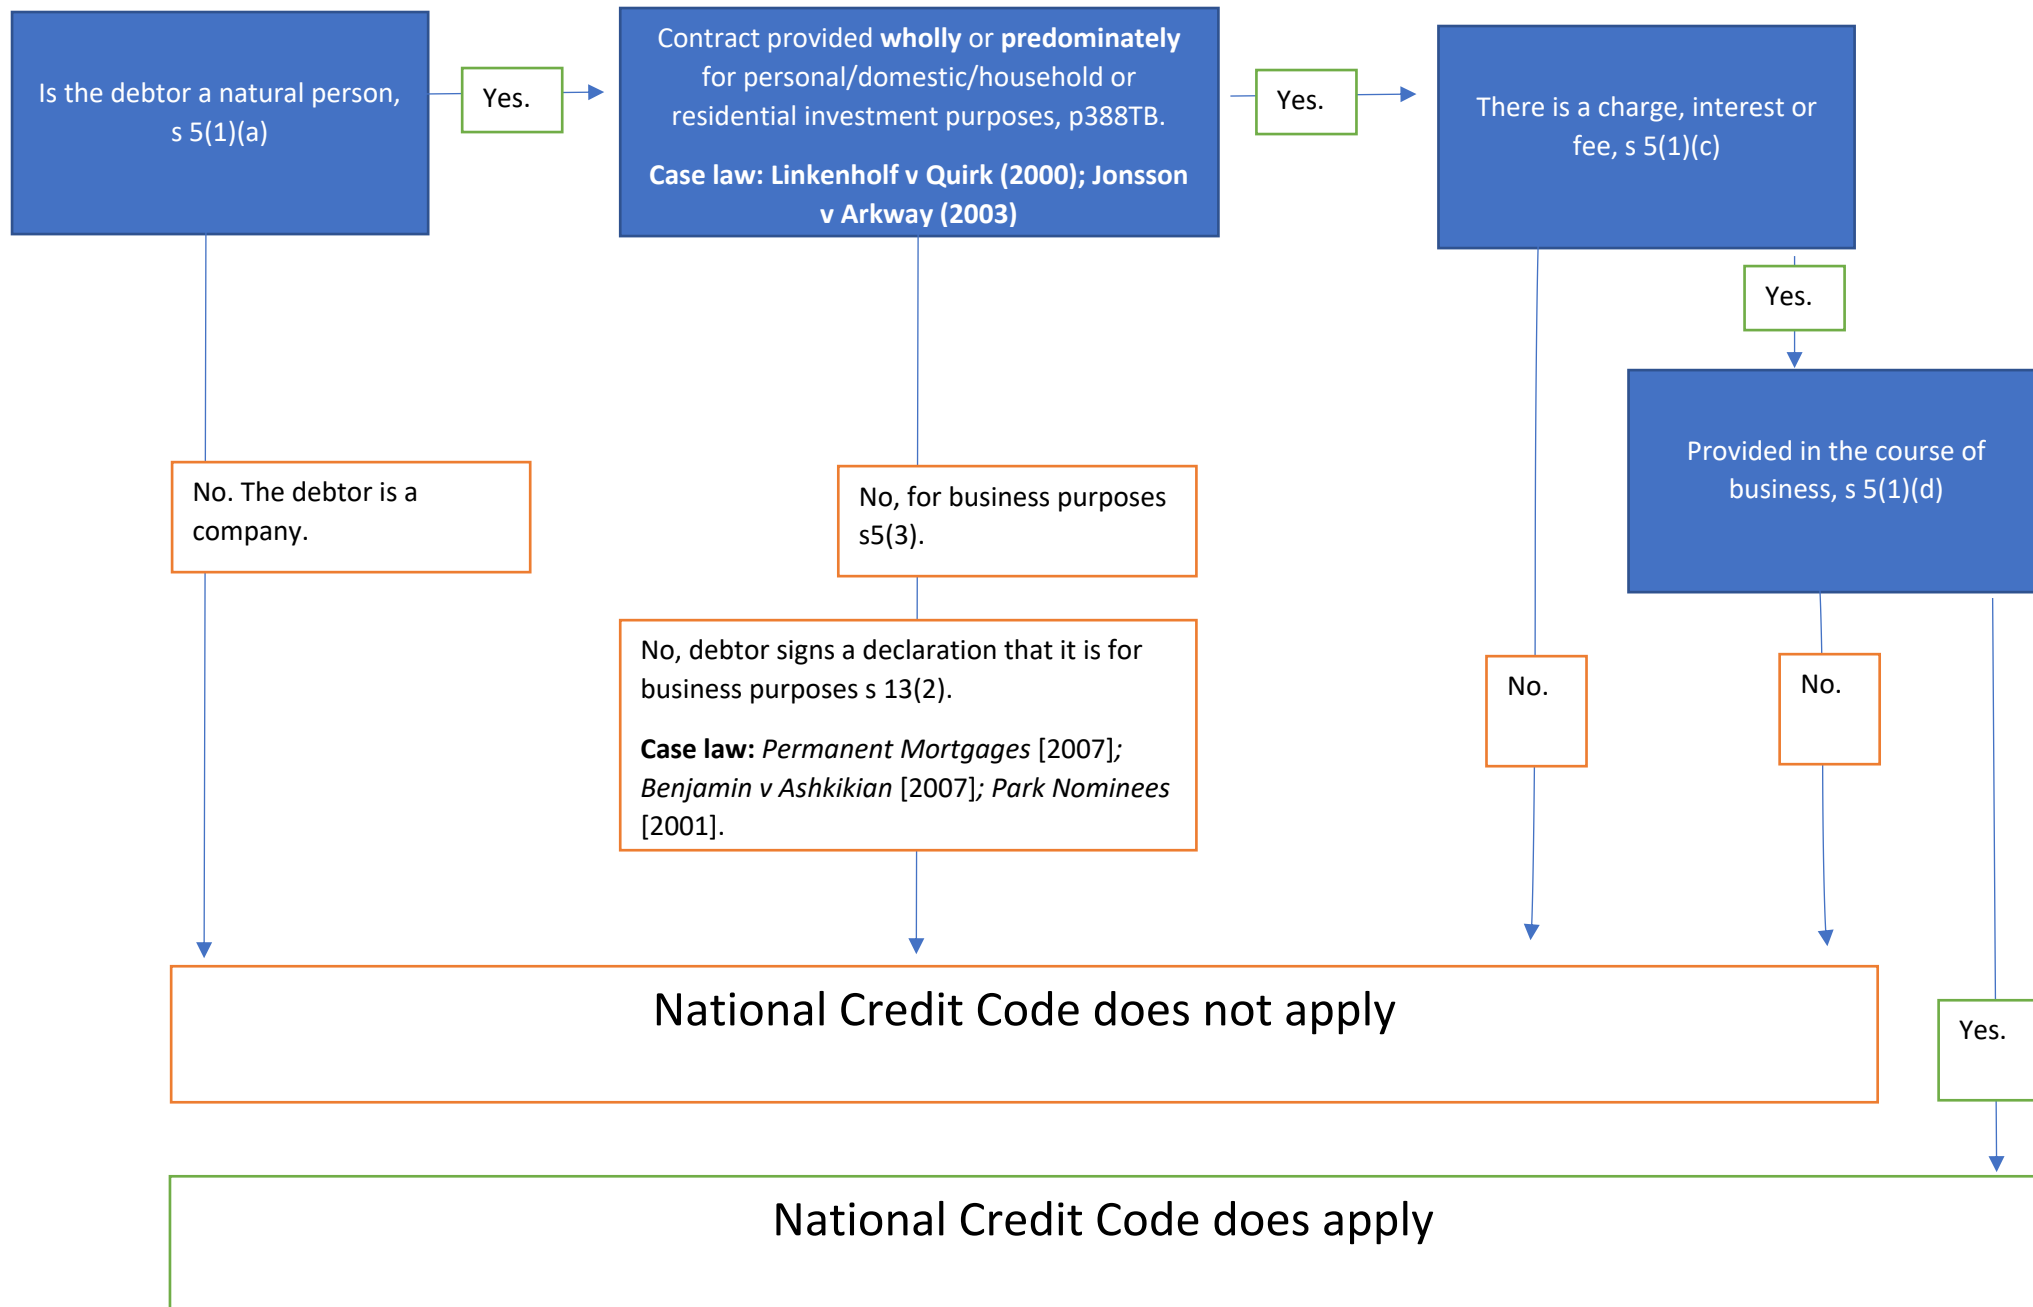 Is the debtor a natural person,
s 5(1)(a)
Yes.
Contract provided wholly or predominately
for personal/domestic/household or
residential investment purposes, p388TB.
Case law: Linkenholf v Quirk (2000); Jonsson
v Arkway (2003)
Yes.
There is a charge, interest or
fee, s 5(1)(c)
Yes.
Provided in the course of
business, s 5(1)(d)
No. The debtor is a
company.
No, for business purposes
s5(3).
No, debtor signs a declaration that it is for
business purposes s 13(2).
Case law: Permanent Mortgages [2007];
Benjamin v Ashkikian [2007]; Park Nominees
[2001].
No.
No.
National Credit Code does not apply
Yes.
National Credit Code does apply